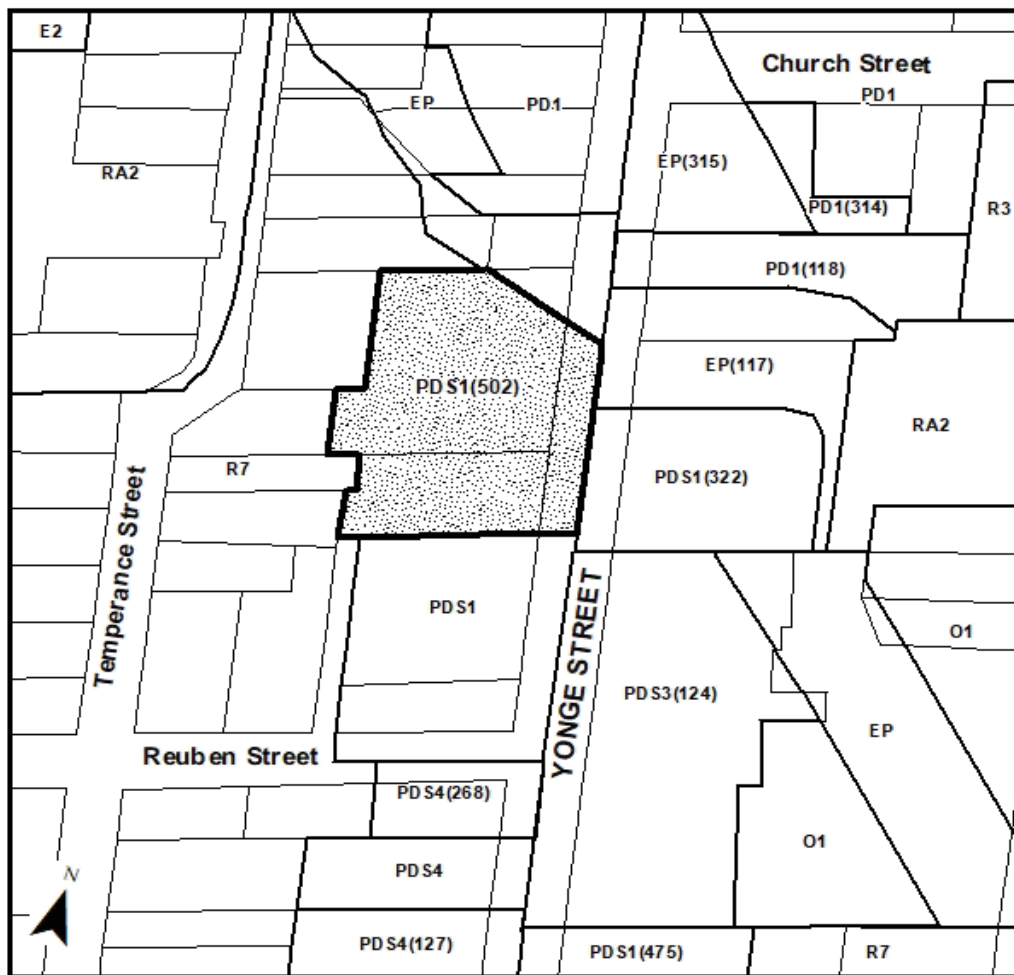 E2
Church Street
PD1
EP
PD1
RA2
EP(315)
PD1(314)
R3
PD1(118)
EP(117)
PDS1(502)
RA2
R7
PDS1(322)
Temperance Street
PDS1
YONGE STREET
O1
PDS3(124)
EP
Reuben Street
PDS4(268)
O1
PDS4
N
PDS4(127)
PDS1(475)
R7